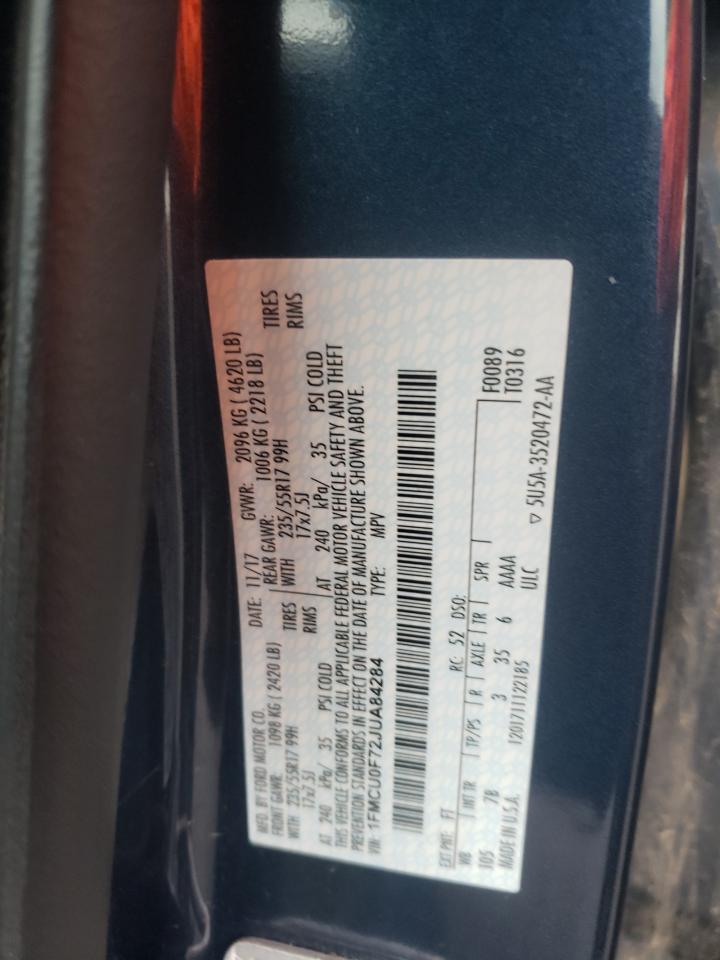 MFD. BY FORD MOTOR CO.
DATE: 11/17 GVWR: 2096 KG ( 4620 LB)
FRONT GAWR: 1098 KG ( 2420 LB) REAR GAWR: 1006 KG ( 2218 LB)
WITH 235/55R17 99H TIRES WITH 235/55R17 99H TIRES
17x7.5J RIMS 17x7.5J RIMS
AT 240 kPa/ 35 PSI COLD AT 240 kPa/ 35 PSI COLD
THIS VEHICLE CONFORMS TO ALL APPLICABLE FEDERAL MOTOR VEHICLE SAFETY AND THEFT
PREVENTION STANDARDS IN EFFECT ON THE DATE OF MANUFACTURE SHOWN ABOVE.
VIN: 1FMCU0F72JUA84284 TYPE: MPV
EXT PNT: FT RC: 52 DSO: F0089
WB INT TR TP/PS R AXLE TR SPR T0316
105 7B 3 35 6 AAAA
MADE IN U.S.A. 12017111122185 ULC
▽ 5U5A-3520472-AA